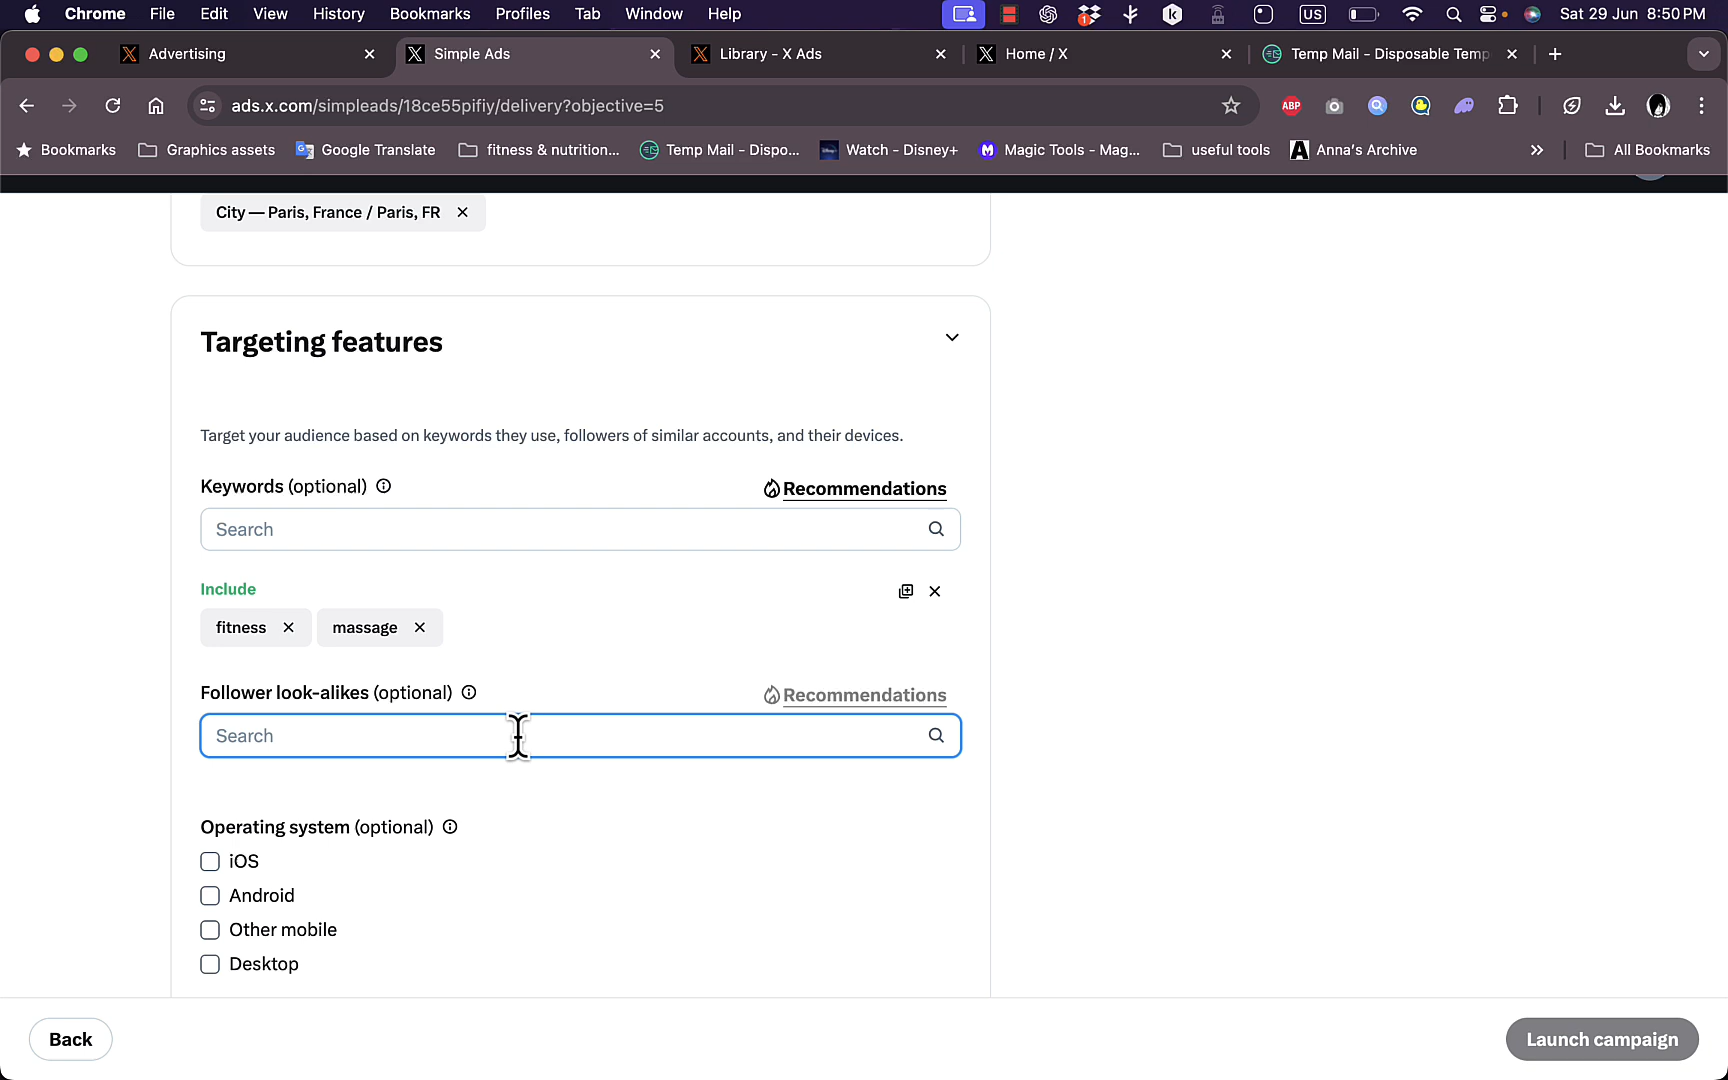 Chrome File Edit View History Bookmarks Profiles Tab Window Help US Sat 29 Jun 8:50 PM
Advertising Simple Ads Library - X Ads Home / X Temp Mail - Disposable Temp
ads.x.com/simpleads/18ce55pifiy/delivery?objective=5 ABP
Bookmarks Graphics assets Google Translate fitness & nutrition... Temp Mail - Dispo... Watch - Disney+ Magic Tools - Mag... useful tools Anna's Archive All Bookmarks
City — Paris, France / Paris, FR
Targeting features
Target your audience based on keywords they use, followers of similar accounts, and their devices.
Keywords (optional) Recommendations
Search
Include
fitness massage
Follower look-alikes (optional) Recommendations
Search
Operating system (optional)
iOS
Android
Other mobile
Desktop
Back Launch campaign